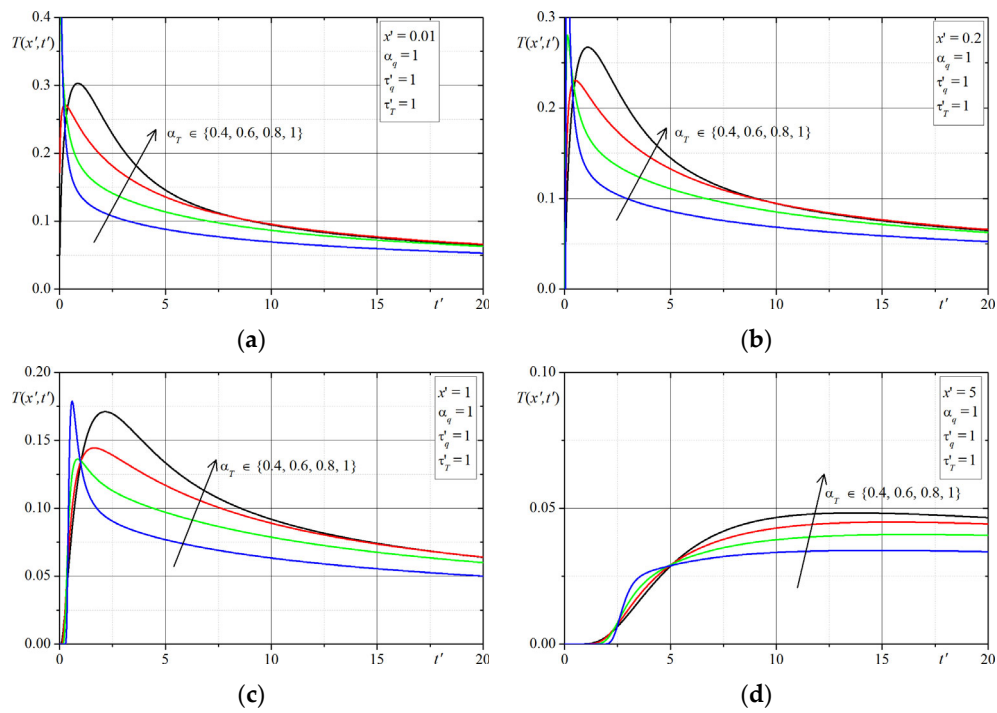 0.4
T(x',t')
0.3
0.2
0.1
0.0
x' = 0.01
α_q = 1
τ'_q = 1
τ'_T = 1
α_T ∈ {0.4, 0.6, 0.8, 1}
0 5 10 15 t' 20
(a)
0.3
T(x',t')
0.2
0.1
0.0
x' = 0.2
α_q = 1
τ'_q = 1
τ'_T = 1
α_T ∈ {0.4, 0.6, 0.8, 1}
0 5 10 15 t' 20
(b)
0.20
T(x',t')
0.15
0.10
0.05
0.00
x' = 1
α_q = 1
τ'_q = 1
τ'_T = 1
α_T ∈ {0.4, 0.6, 0.8, 1}
0 5 10 15 t' 20
(c)
0.10
T(x',t')
0.05
0.00
x' = 5
α_q = 1
τ'_q = 1
τ'_T = 1
α_T ∈ {0.4, 0.6, 0.8, 1}
0 5 10 15 t' 20
(d)